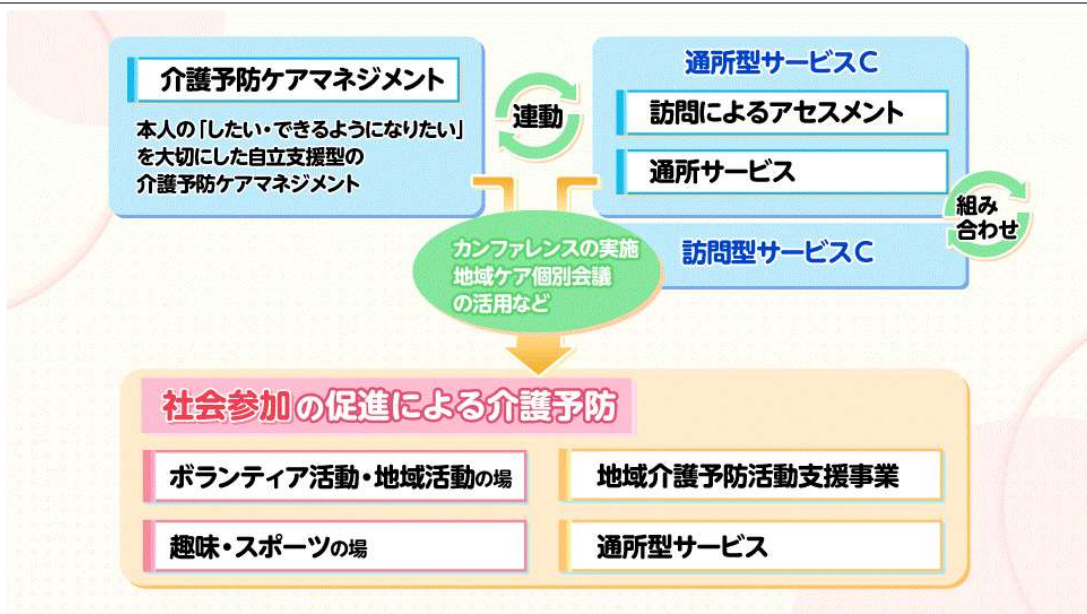 介護予防ケアマネジメント
本人の「したい・できるようになりたい」
を大切にした自立支援型の
介護予防ケアマネジメント
連動
通所型サービスC
訪問によるアセスメント
通所サービス
組み
合わせ
訪問型サービスC
カンファレンスの実施
地域ケア個別会議
の活用など
社会参加の促進による介護予防
ボランティア活動・地域活動の場
地域介護予防活動支援事業
趣味・スポーツの場
通所型サービス